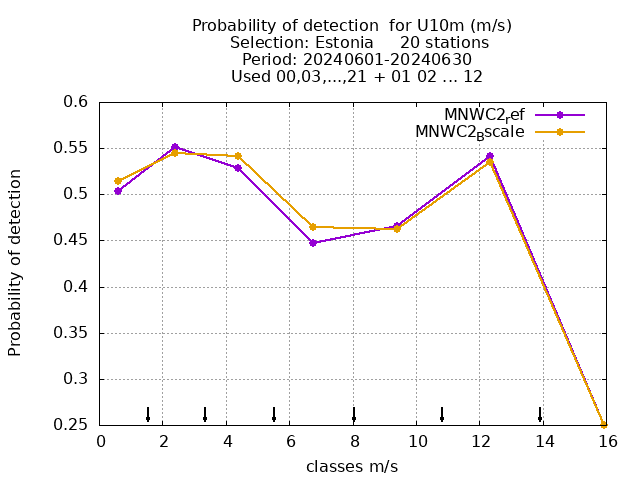 Probability of detection  for U10m (m/s)
Selection: Estonia     20 stations
Period: 20240601-20240630
Used 00,03,...,21 + 01 02 ... 12
MNWC2ref
MNWC2Bscale
Probability of detection
0.6
0.55
0.5
0.45
0.4
0.35
0.3
0.25
0 2 4 6 8 10 12 14 16
classes m/s